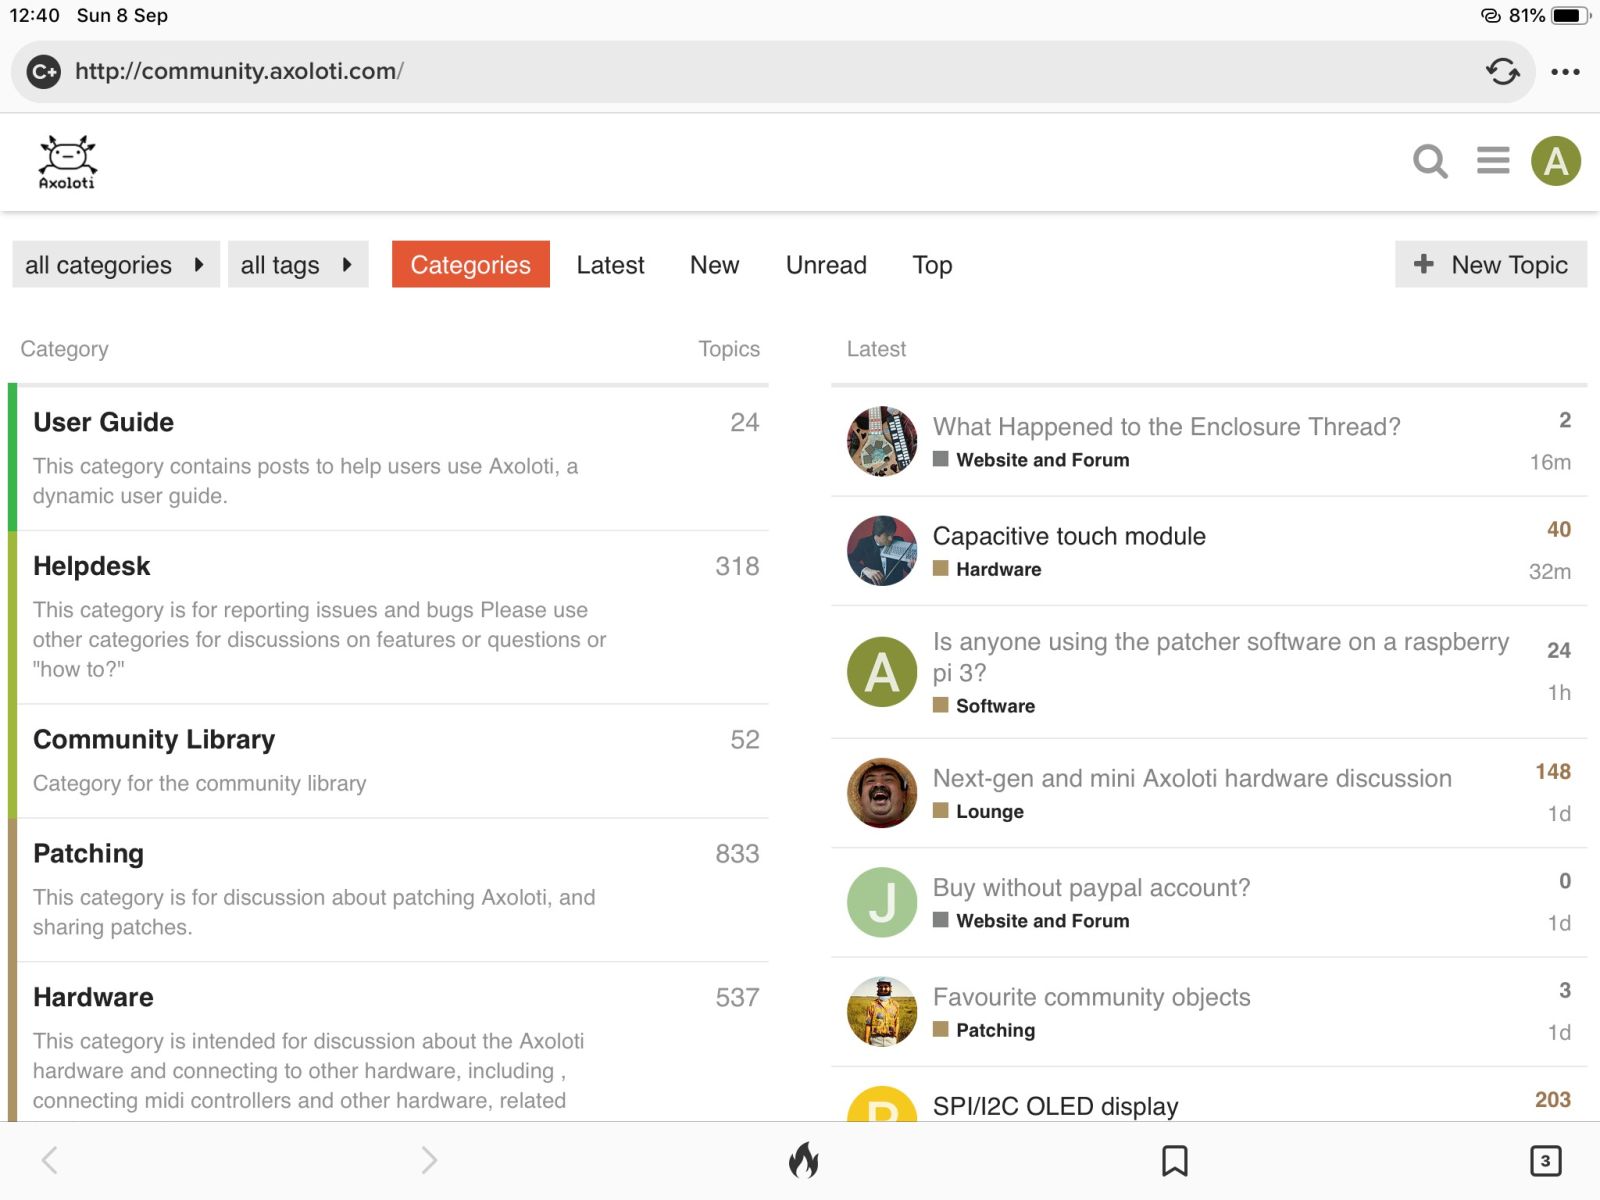 12:40 Sun 8 Sep
81%
C+ http://community.axoloti.com/
Axoloti
A
all categories
all tags
Categories
Latest
New
Unread
Top
+ New Topic
Category Topics
User Guide 24
This category contains posts to help users use Axoloti, a
dynamic user guide.
Helpdesk 318
This category is for reporting issues and bugs Please use
other categories for discussions on features or questions or
"how to?"
Community Library 52
Category for the community library
Patching 833
This category is for discussion about patching Axoloti, and
sharing patches.
Hardware 537
This category is intended for discussion about the Axoloti
hardware and connecting to other hardware, including ,
connecting midi controllers and other hardware, related
Latest
What Happened to the Enclosure Thread? 2
Website and Forum 16m
Capacitive touch module 40
Hardware 32m
A
Is anyone using the patcher software on a raspberry 24
pi 3?
Software 1h
Next-gen and mini Axoloti hardware discussion 148
Lounge 1d
J
Buy without paypal account? 0
Website and Forum 1d
Favourite community objects 3
Patching 1d
SPI/I2C OLED display 203
3